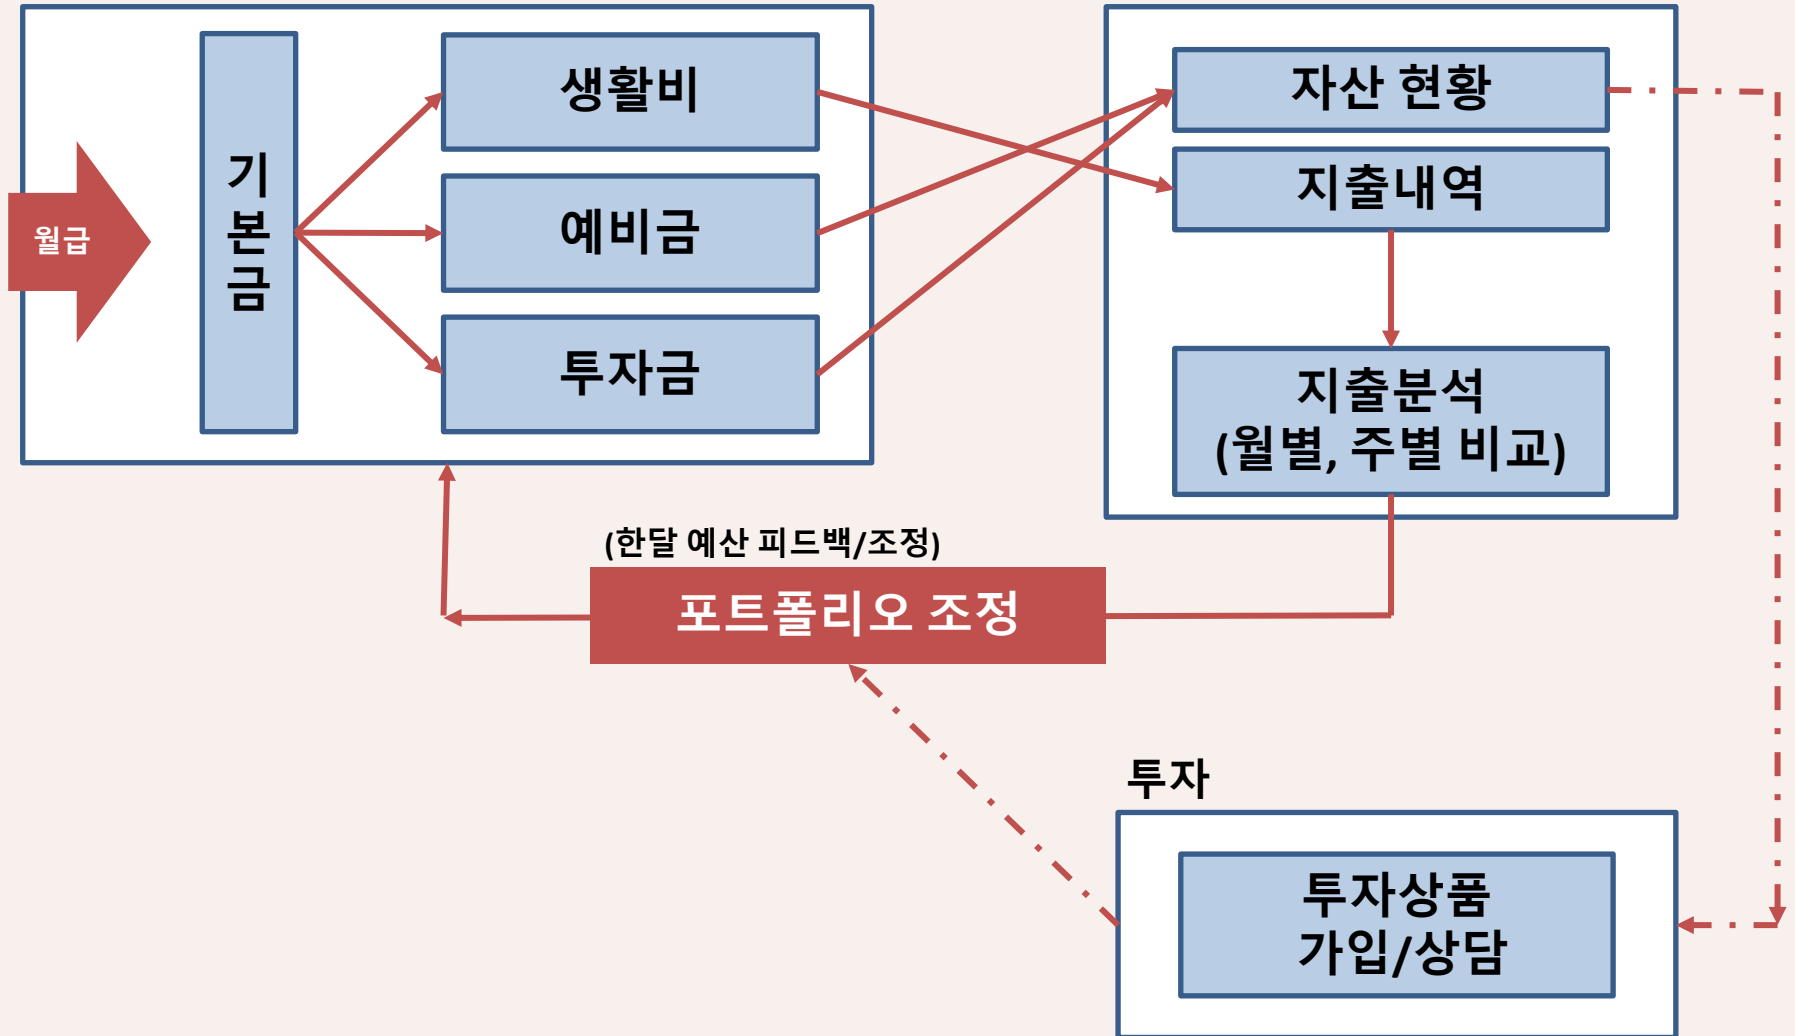 월급
기
본
금
생활비
예비금
투자금
자산 현황
지출내역
지출분석
(월별, 주별 비교)
(한달 예산 피드백/조정)
포트폴리오 조정
투자
투자상품
가입/상담